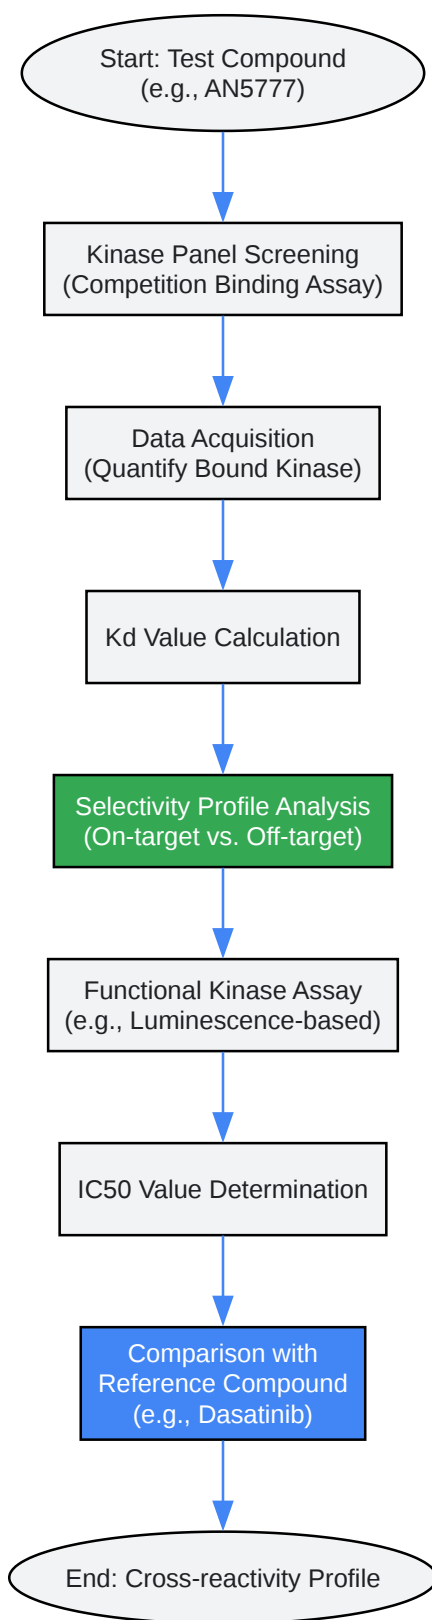 Start: Test Compound
(e.g., AN5777)
Kinase Panel Screening
(Competition Binding Assay)
Data Acquisition
(Quantify Bound Kinase)
Kd Value Calculation
Selectivity Profile Analysis
(On-target vs. Off-target)
Functional Kinase Assay
(e.g., Luminescence-based)
IC50 Value Determination
Comparison with
Reference Compound
(e.g., Dasatinib)
End: Cross-reactivity Profile